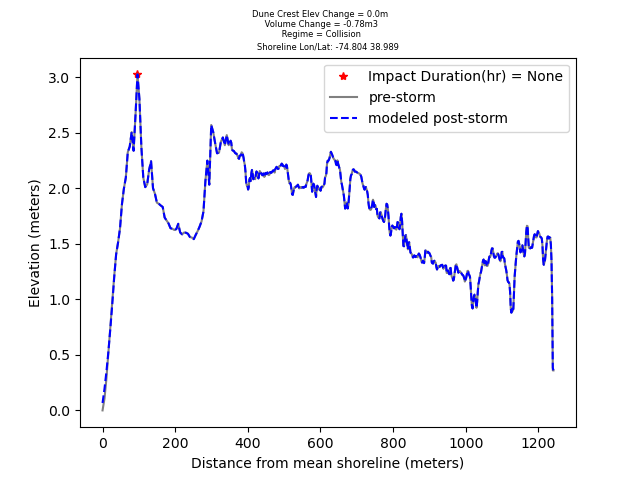 Dune Crest Elev Change = 0.0m
Volume Change = -0.78m3
Regime = Collision
Shoreline Lon/Lat: -74.804 38.989
Impact Duration(hr) = None
pre-storm
modeled post-storm
Elevation (meters)
3.0
2.5
2.0
1.5
1.0
0.5
0.0
0 200 400 600 800 1000 1200
Distance from mean shoreline (meters)